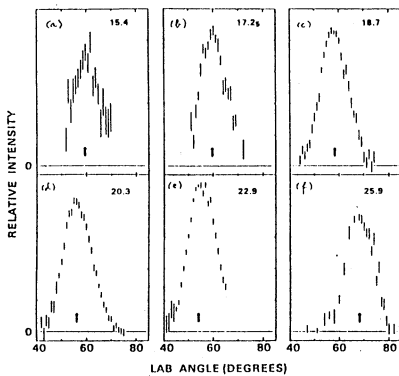 (a) 15.4
(b) 17.25
(c) 18.7
RELATIVE INTENSITY
0
(d) 20.3
(e) 22.9
(f) 25.9
0
40 60 80 40 60 80 40 60 80
LAB ANGLE (DEGREES)